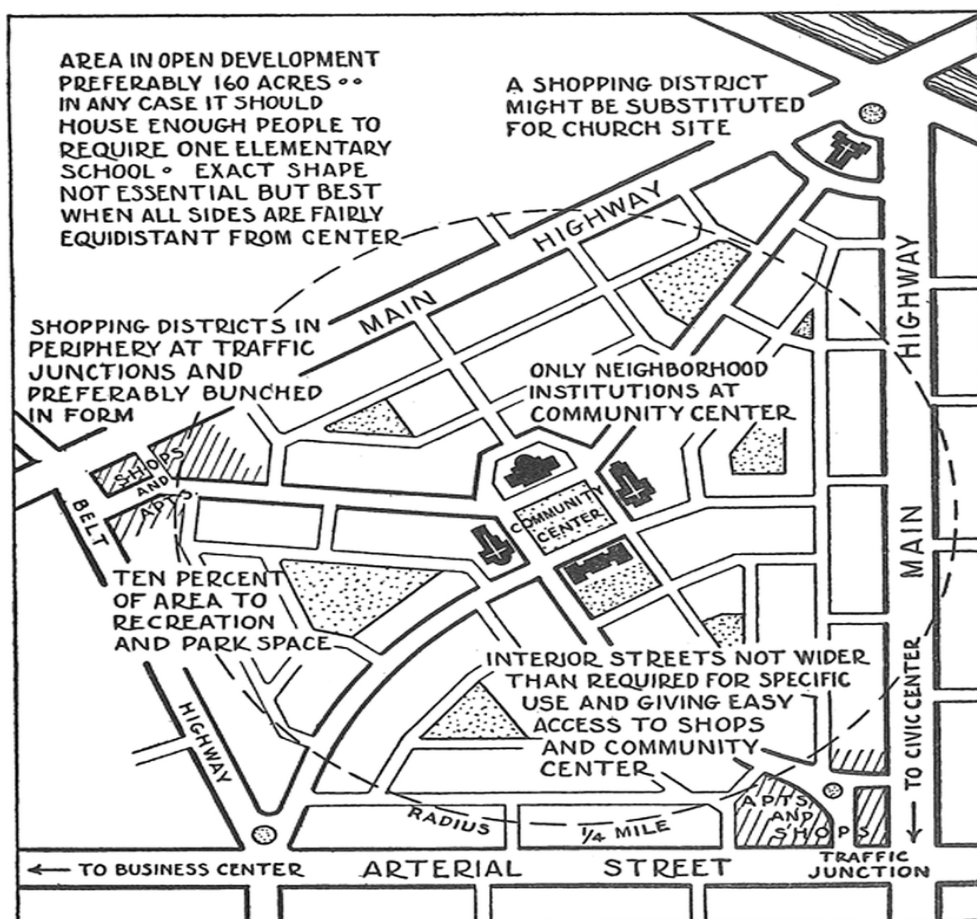 AREA IN OPEN DEVELOPMENT
PREFERABLY 160 ACRES ••
IN ANY CASE IT SHOULD
HOUSE ENOUGH PEOPLE TO
REQUIRE ONE ELEMENTARY
SCHOOL • EXACT SHAPE
NOT ESSENTIAL BUT BEST
WHEN ALL SIDES ARE FAIRLY
EQUIDISTANT FROM CENTER
A SHOPPING DISTRICT
MIGHT BE SUBSTITUTED
FOR CHURCH SITE
MAIN HIGHWAY
SHOPPING DISTRICTS IN
PERIPHERY AT TRAFFIC
JUNCTIONS AND
PREFERABLY BUNCHED
IN FORM
ONLY NEIGHBORHOOD
INSTITUTIONS AT
COMMUNITY CENTER
MAIN HIGHWAY
SHOPS
AND
APTS.
COMMUNITY
CENTER
BELT
HIGHWAY
TEN PERCENT
OF AREA TO
RECREATION
AND PARK SPACE
INTERIOR STREETS NOT WIDER
THAN REQUIRED FOR SPECIFIC
USE AND GIVING EASY
ACCESS TO SHOPS
AND COMMUNITY
CENTER
TO CIVIC CENTER
APTS
AND
SHOPS
RADIUS 1/4 MILE
TO BUSINESS CENTER
ARTERIAL STREET
TRAFFIC
JUNCTION